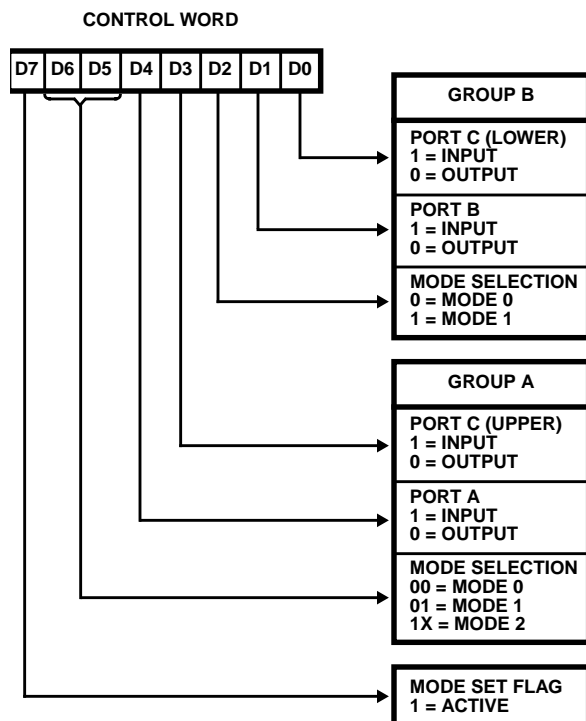 CONTROL WORD
D7 D6 D5 D4 D3 D2 D1 D0
GROUP B
PORT C (LOWER)
1 = INPUT
0 = OUTPUT
PORT B
1 = INPUT
0 = OUTPUT
MODE SELECTION
0 = MODE 0
1 = MODE 1
GROUP A
PORT C (UPPER)
1 = INPUT
0 = OUTPUT
PORT A
1 = INPUT
0 = OUTPUT
MODE SELECTION
00 = MODE 0
01 = MODE 1
1X = MODE 2
MODE SET FLAG
1 = ACTIVE